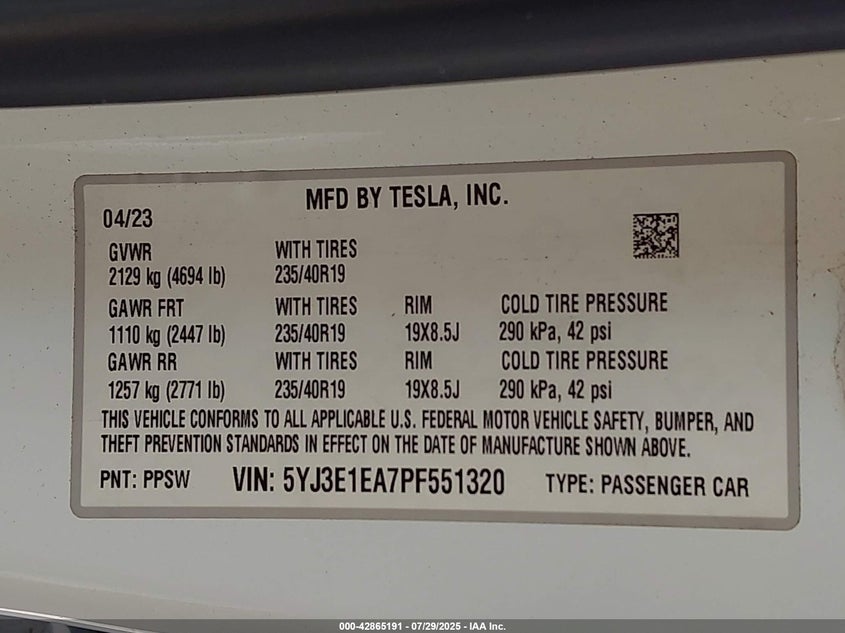 MFD BY TESLA, INC.
04/23
GVWR WITH TIRES
2129 kg (4694 lb) 235/40R19
GAWR FRT WITH TIRES RIM COLD TIRE PRESSURE
1110 kg (2447 lb) 235/40R19 19X8.5J 290 kPa, 42 psi
GAWR RR WITH TIRES RIM COLD TIRE PRESSURE
1257 kg (2771 lb) 235/40R19 19X8.5J 290 kPa, 42 psi
THIS VEHICLE CONFORMS TO ALL APPLICABLE U.S. FEDERAL MOTOR VEHICLE SAFETY, BUMPER, AND
THEFT PREVENTION STANDARDS IN EFFECT ON THE DATE OF MANUFACTURE SHOWN ABOVE.
PNT: PPSW VIN: 5YJ3E1EA7PF551320 TYPE: PASSENGER CAR
000-42865191 - 07/29/2025 - IAA Inc.